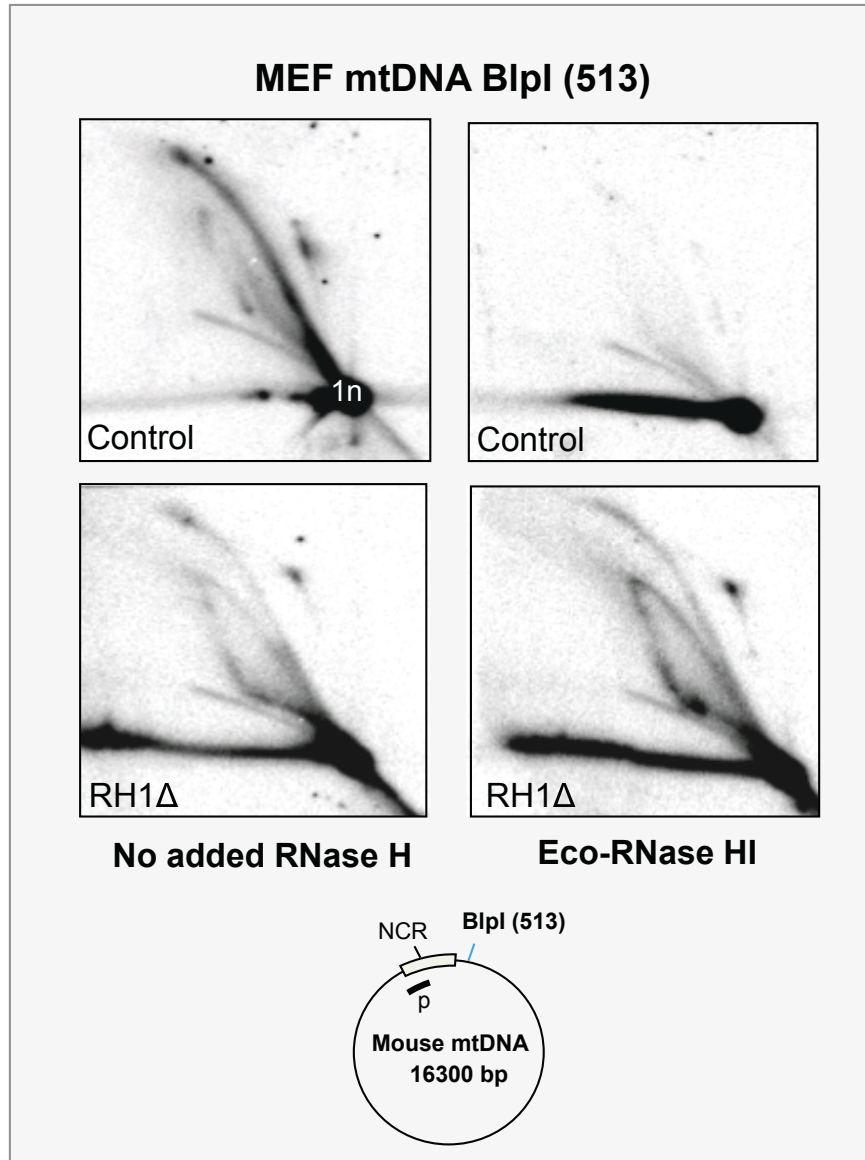 MEF mtDNA BlpI (513)
1n
Control
Control
RH1Δ
RH1Δ
No added RNase H
Eco-RNase HI
NCR
BlpI (513)
p
Mouse mtDNA
16300 bp